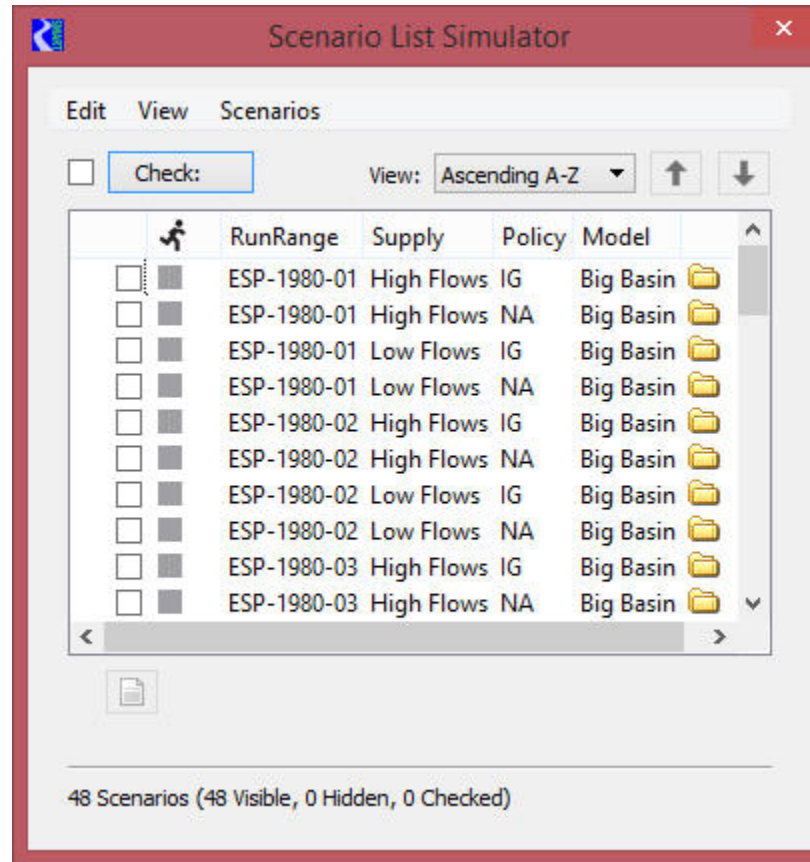 Scenario List Simulator
Edit View Scenarios
Check: View: Ascending A-Z
RunRange Supply Policy Model
ESP-1980-01 High Flows IG Big Basin
ESP-1980-01 High Flows NA Big Basin
ESP-1980-01 Low Flows IG Big Basin
ESP-1980-01 Low Flows NA Big Basin
ESP-1980-02 High Flows IG Big Basin
ESP-1980-02 High Flows NA Big Basin
ESP-1980-02 Low Flows IG Big Basin
ESP-1980-02 Low Flows NA Big Basin
ESP-1980-03 High Flows IG Big Basin
ESP-1980-03 High Flows NA Big Basin
48 Scenarios (48 Visible, 0 Hidden, 0 Checked)